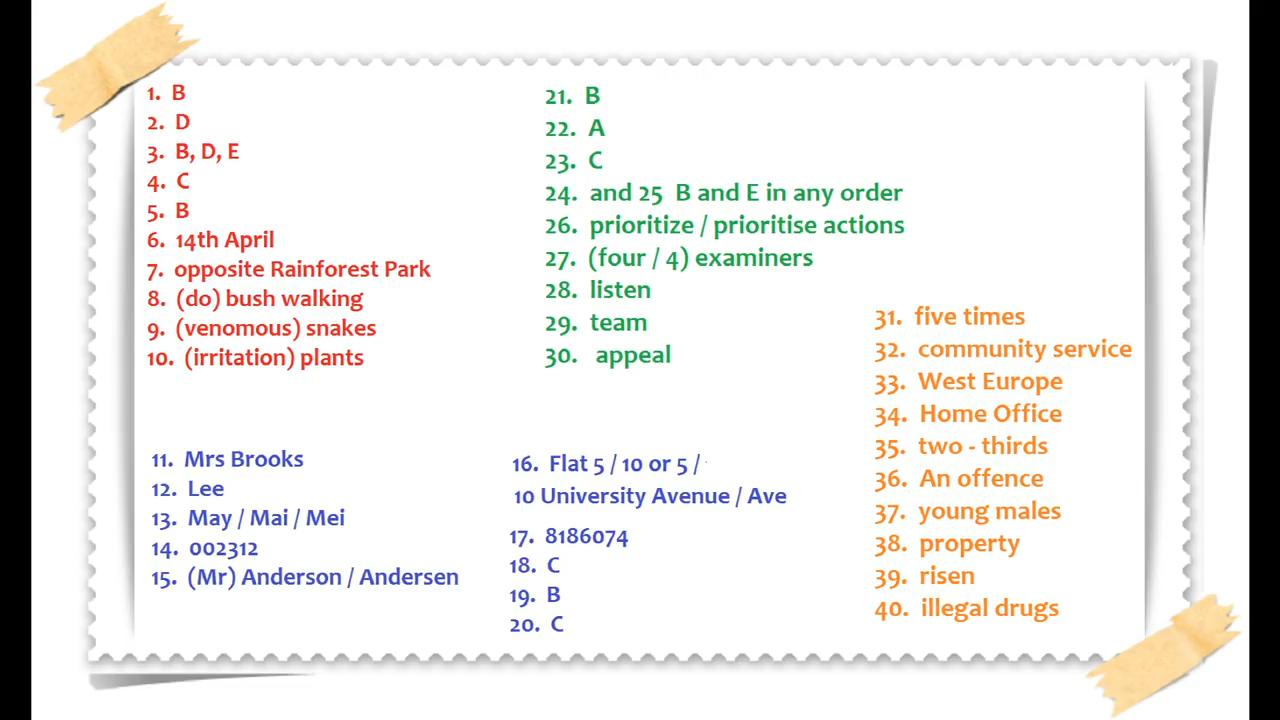 1. B
2. D
3. B, D, E
4. C
5. B
6. 14th April
7. opposite Rainforest Park
8. (do) bush walking
9. (venomous) snakes
10. (irritation) plants
11. Mrs Brooks
12. Lee
13. May / Mai / Mei
14. 002312
15. (Mr) Anderson / Andersen
16. Flat 5 / 10 or 5 /
10 University Avenue / Ave
17. 8186074
18. C
19. B
20. C
21. B
22. A
23. C
24. and 25 B and E in any order
26. prioritize / prioritise actions
27. (four / 4) examiners
28. listen
29. team
30. appeal
31. five times
32. community service
33. West Europe
34. Home Office
35. two - thirds
36. An offence
37. young males
38. property
39. risen
40. illegal drugs